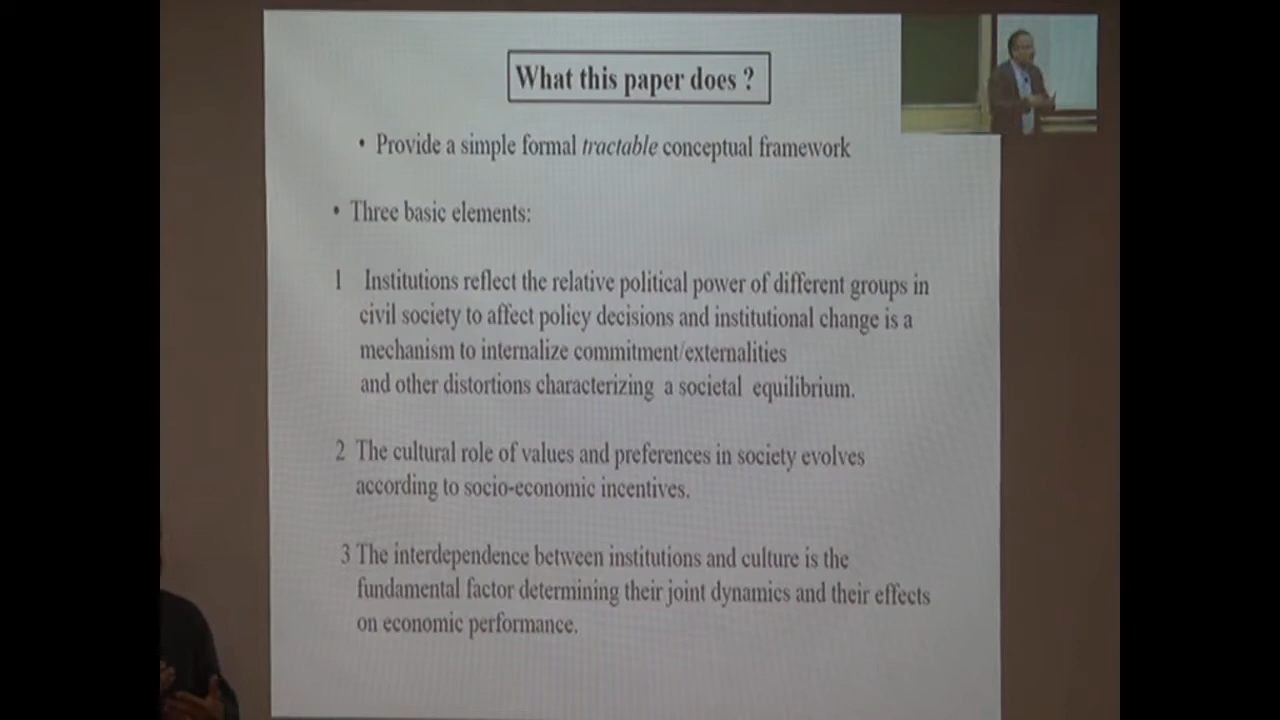 What this paper does ?
• Provide a simple formal tractable conceptual framework
• Three basic elements:
1 Institutions reflect the relative political power of different groups in
civil society to affect policy decisions and institutional change is a
mechanism to internalize commitment/externalities
and other distortions characterizing a societal equilibrium.
2 The cultural role of values and preferences in society evolves
according to socio-economic incentives.
3 The interdependence between institutions and culture is the
fundamental factor determining their joint dynamics and their effects
on economic performance.